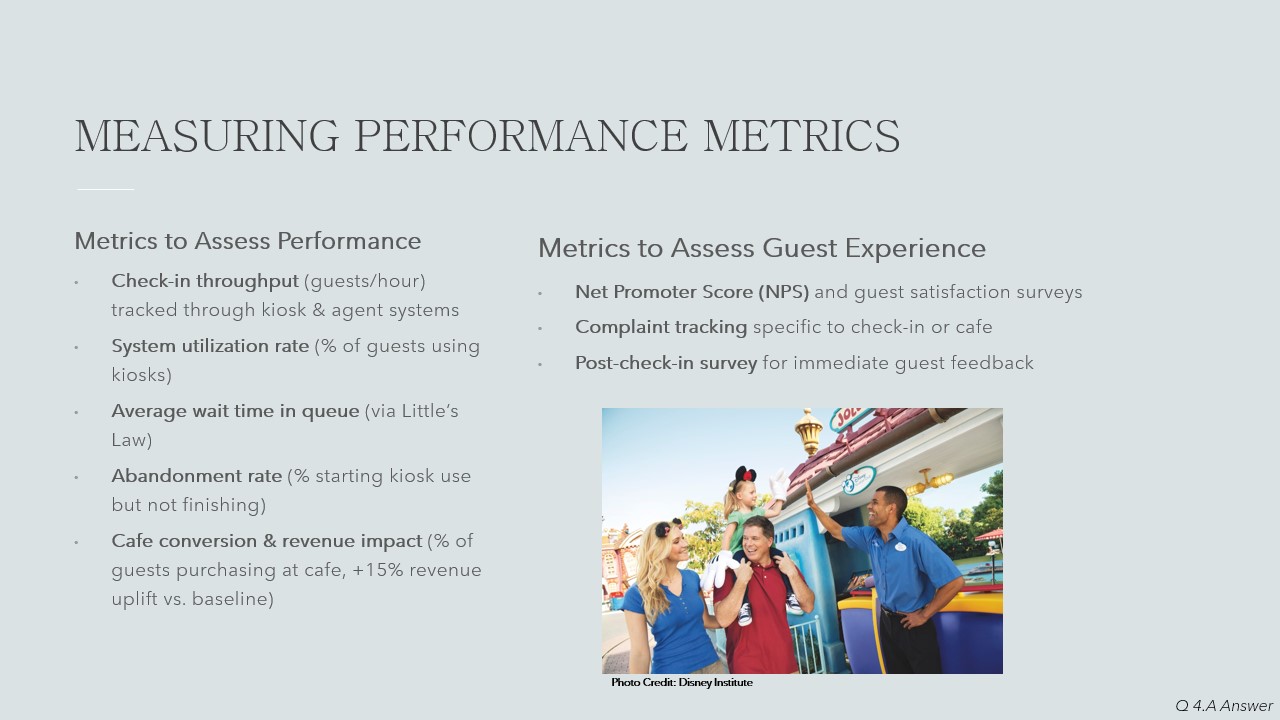 MEASURING PERFORMANCE METRICS
Metrics to Assess Performance
• Check-in throughput (guests/hour)
tracked through kiosk & agent systems
• System utilization rate (% of guests using
kiosks)
• Average wait time in queue (via Little's
Law)
• Abandonment rate (% starting kiosk use
but not finishing)
• Cafe conversion & revenue impact (% of
guests purchasing at cafe, +15% revenue
uplift vs. baseline)
Metrics to Assess Guest Experience
• Net Promoter Score (NPS) and guest satisfaction surveys
• Complaint tracking specific to check-in or cafe
• Post-check-in survey for immediate guest feedback
Photo Credit: Disney Institute
Q 4.A Answer